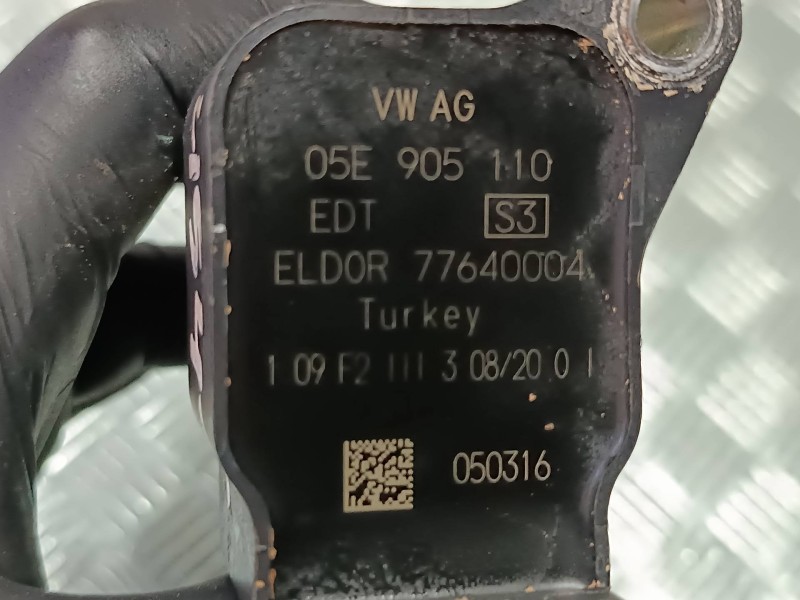 VW AG
05E 905 110
EDT S3
ELDOR 77640004
Turkey
1 09 F2 111 3 08/20 0 1
050316